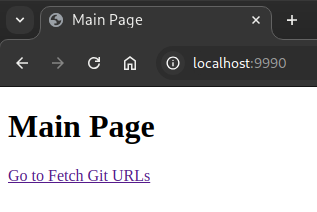 Main Page
localhost:9990
Main Page
Go to Fetch Git URLs